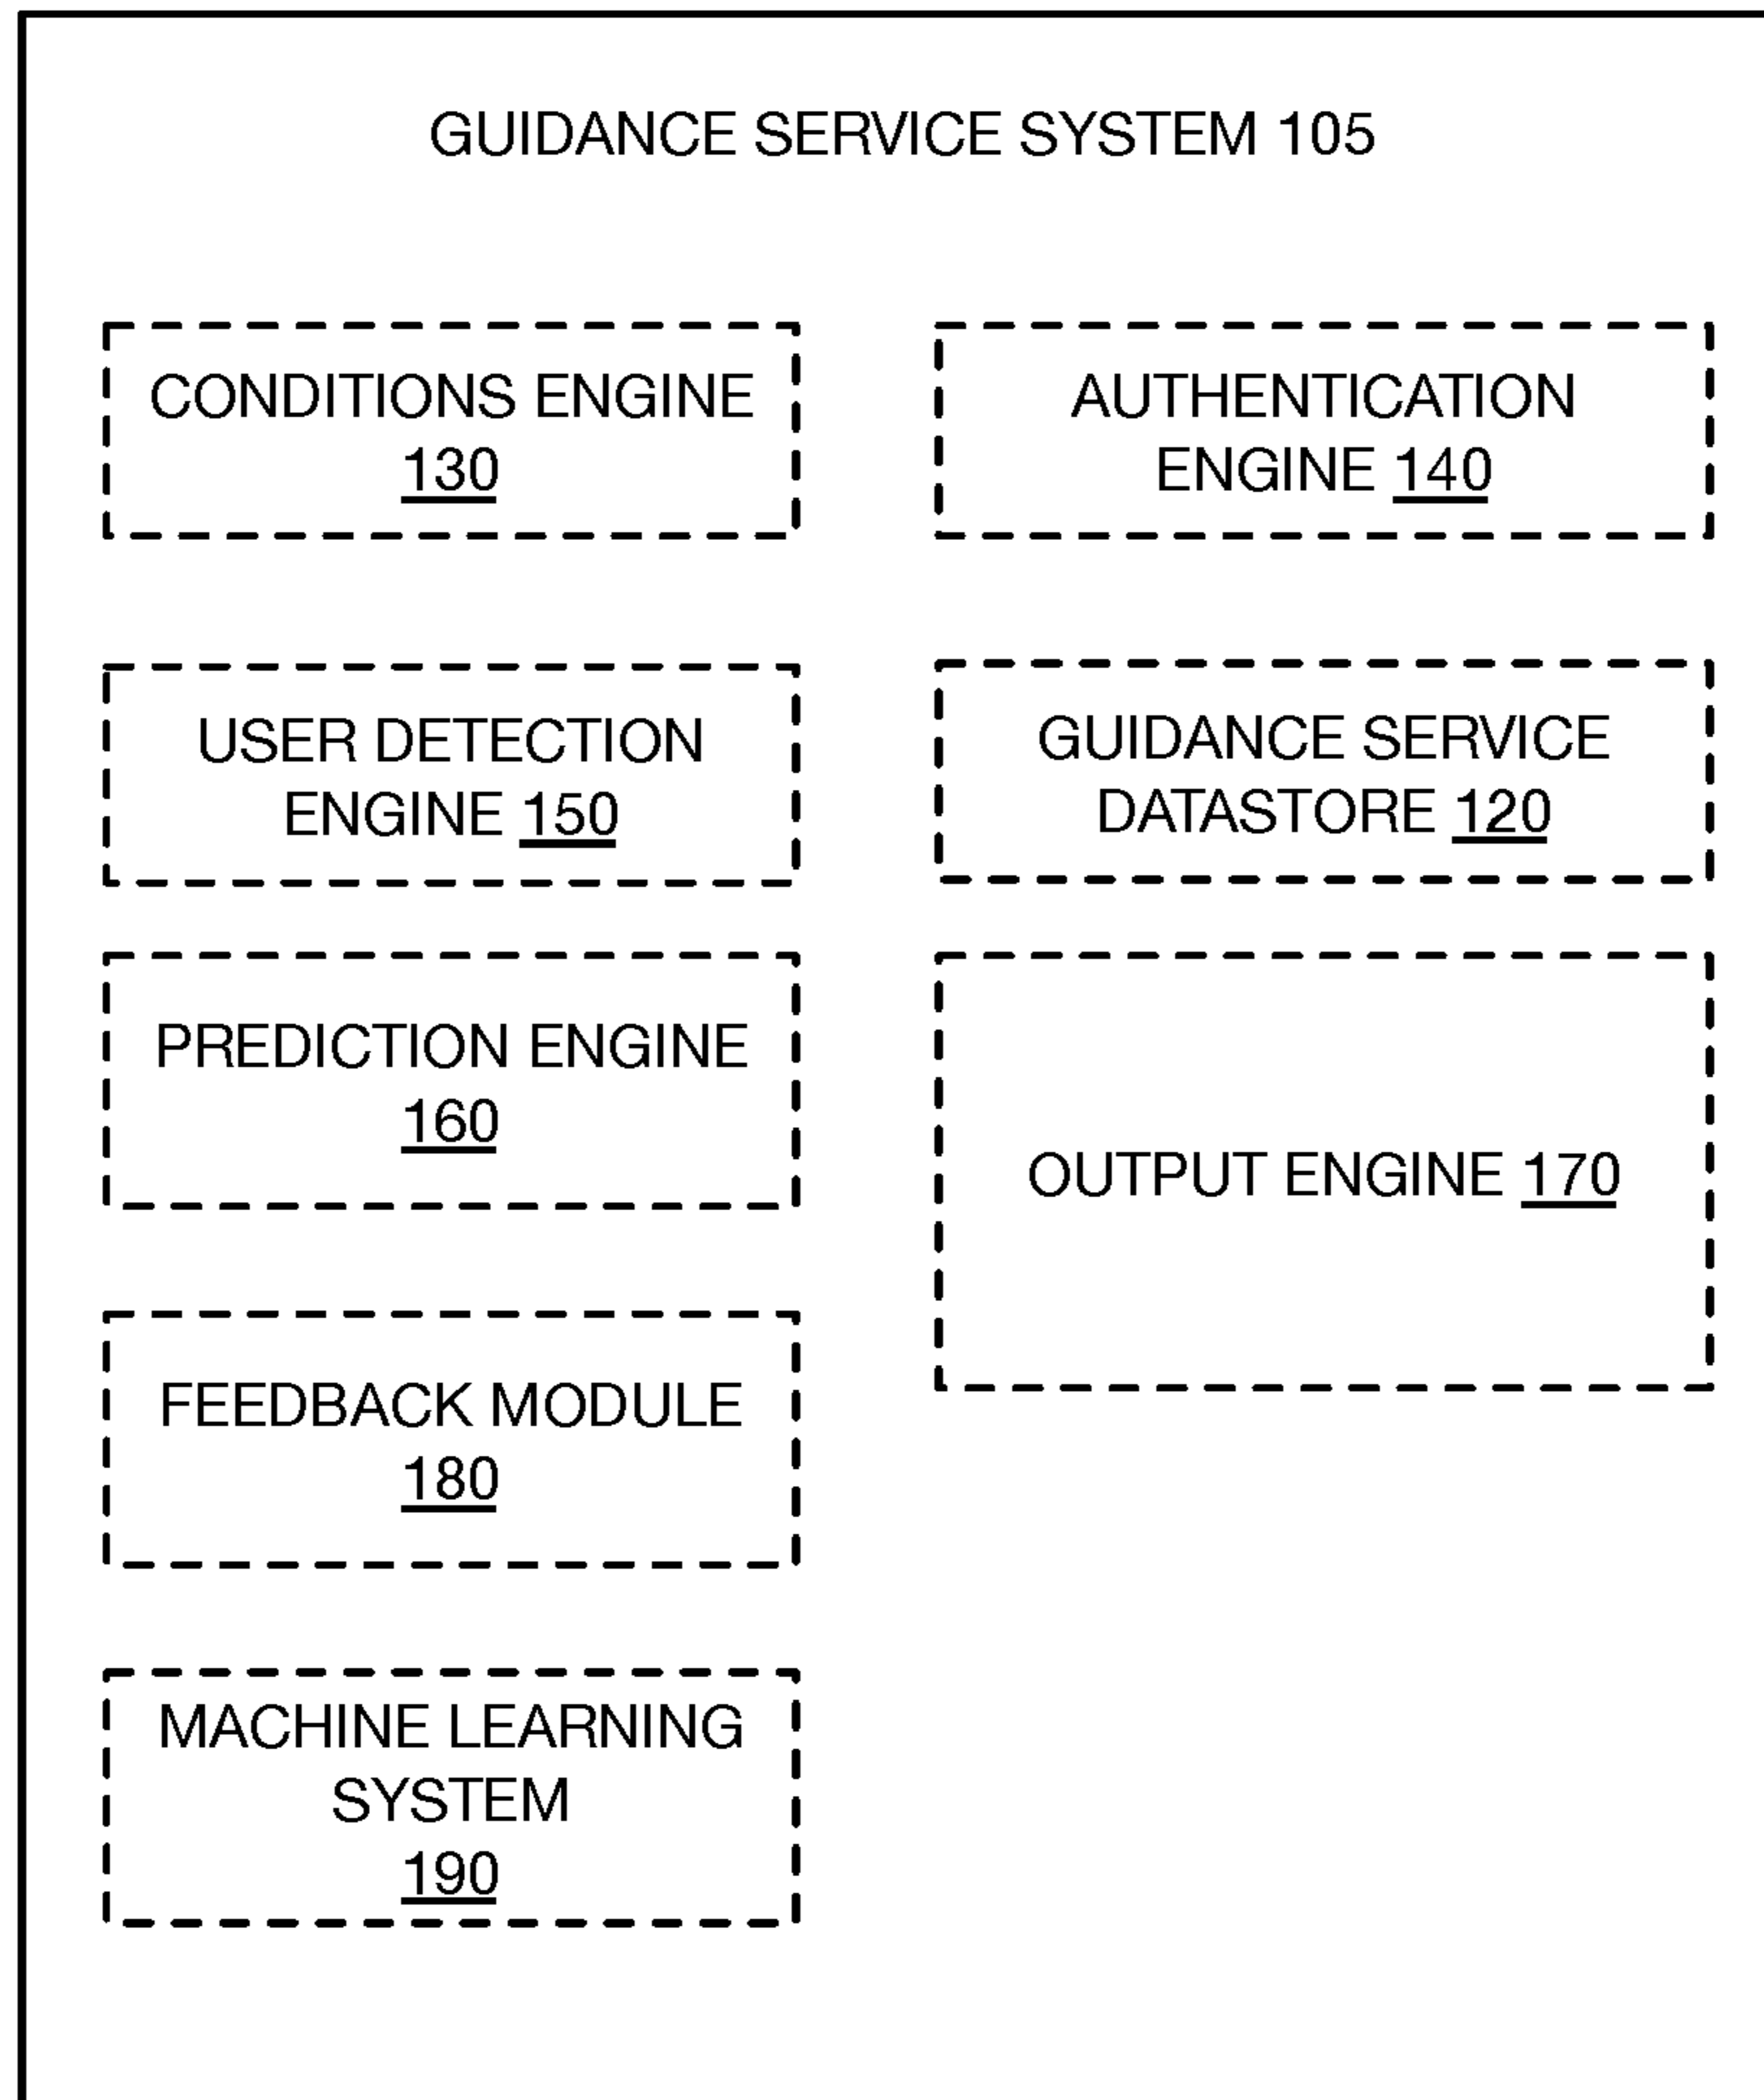 GUIDANCE SERVICE SYSTEM 105
CONDITIONS ENGINE
130
AUTHENTICATION
ENGINE 140
USER DETECTION
ENGINE 150
GUIDANCE SERVICE
DATASTORE 120
PREDICTION ENGINE
160
OUTPUT ENGINE 170
FEEDBACK MODULE
180
MACHINE LEARNING
SYSTEM
190